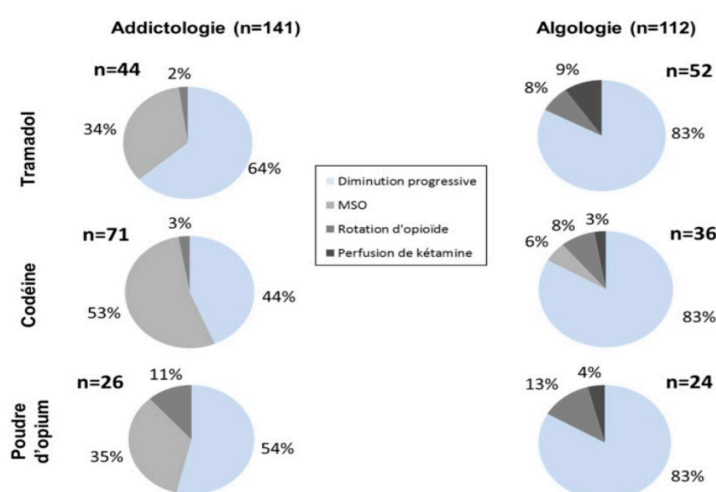 Addictologie (n=141)
Algologie (n=112)
Tramadol
n=44
2%
34%
64%
9%
n=52
8%
83%
Diminution progressive
MSO
Rotation d'opioïde
Perfusion de kétamine
Codéine
n=71
3%
53%
44%
8%
3%
n=36
6%
83%
Poudre
d'opium
n=26
11%
35%
54%
4%
n=24
13%
83%